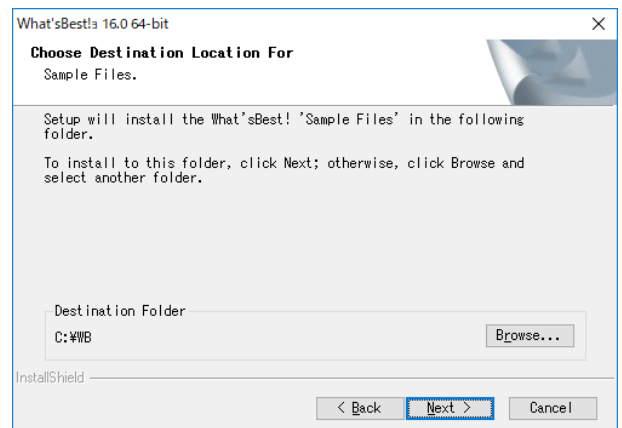 What'sBest!ョ 16.0 64-bit
Choose Destination Location For
Sample Files.
Setup will install the What'sBest! 'Sample Files' in the following
folder.
To install to this folder, click Next; otherwise, click Browse and
select another folder.
Destination Folder
C:¥WB
Browse...
InstallShield
< Back
Next >
Cancel